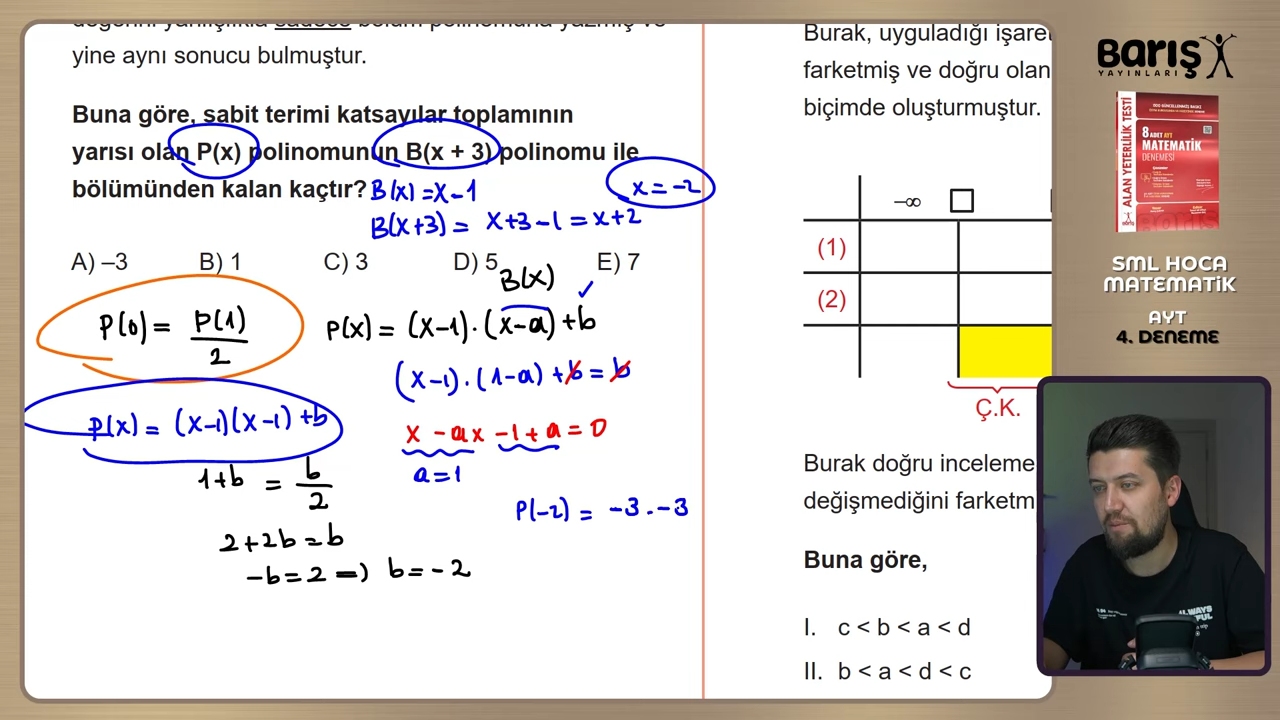 yine aynı sonucu bulmuştur.
Buna göre, sabit terimi katsayılar toplamının
yarısı olan P(x) polinomunun B(x + 3) polinomu ile
bölümünden kalan kaçtır?
B(x) = x-1
x = -2
B(x+3) = x+3-1 = x+2
A) –3 B) 1 C) 3 D) 5 E) 7
B(x)
P(0) = P(1)/2
P(x) = (x-1).(x-a)+b
(x-1).(1-a)+b = b
P(x) = (x-1)(x-1)+b
x - ax - 1 + a = 0
1+b = b/2
a = 1
P(-2) = -3.-3
2+2b = b
-b = 2 => b = -2
Burak, uyguladığı işaret
farketmiş ve doğru olan
biçimde oluşturmuştur.
–∞
(1)
(2)
Ç.K.
Burak doğru inceleme
değişmediğini farketm
Buna göre,
I. c < b < a < d
II. b < a < d < c
BARIŞ
YAYINLARI
ALAN YETERLİLİK TESTİ
8 ADET AYT
MATEMATİK
DENEMESİ
BARIŞ
SML HOCA
MATEMATİK
AYT
4. DENEME